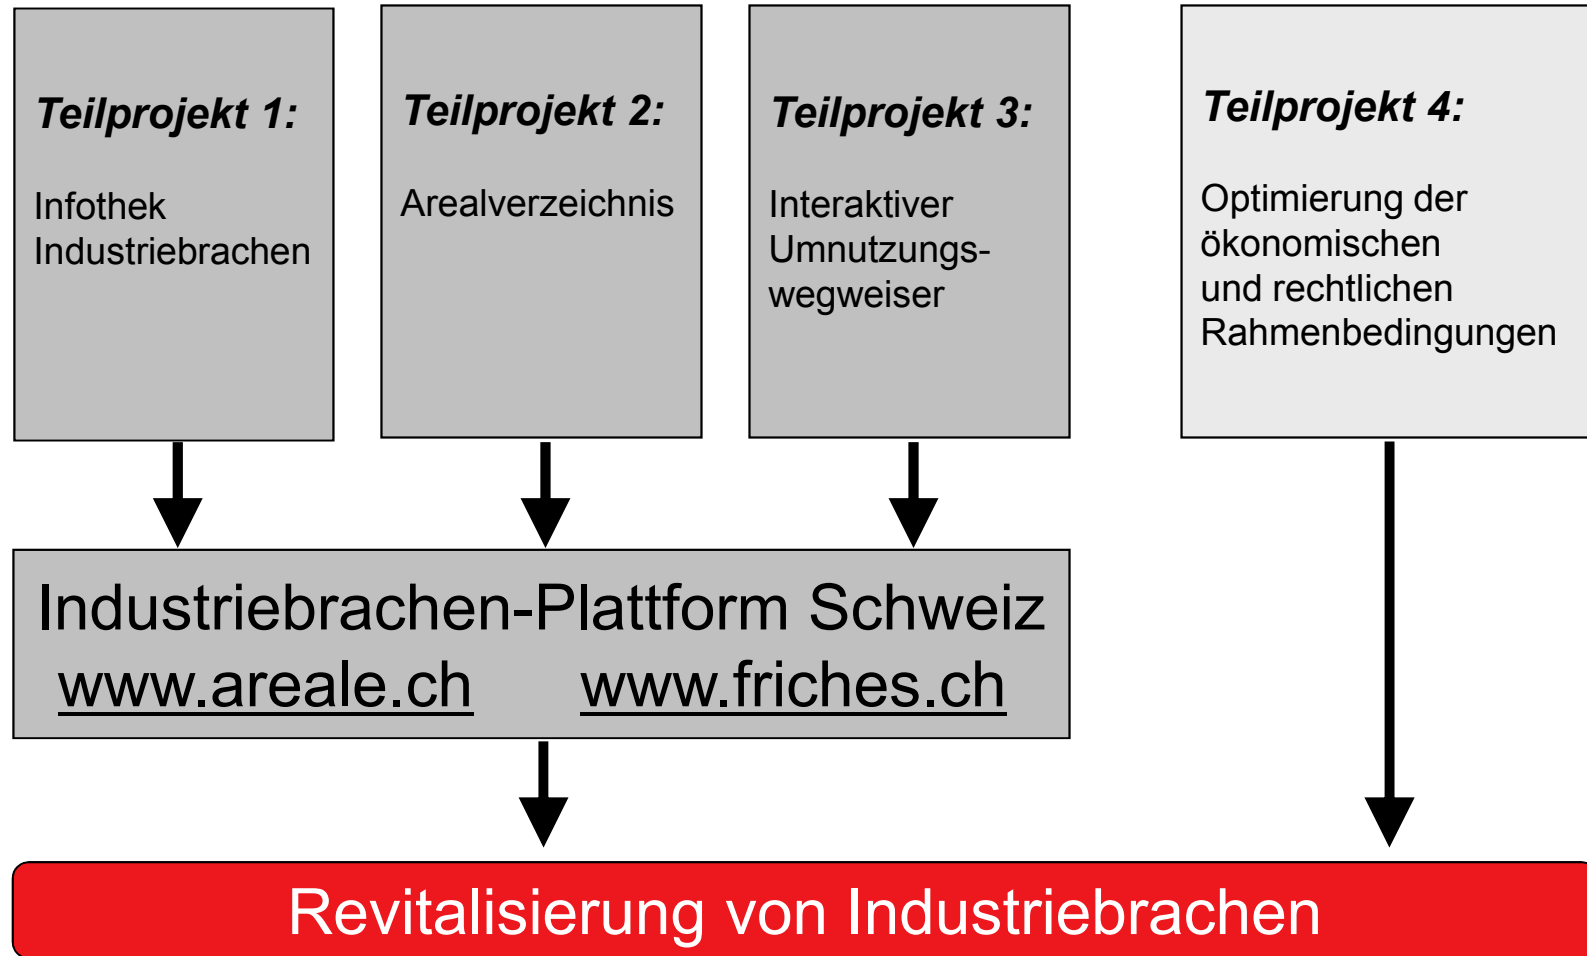 Teilprojekt 1:
Infothek
Industriebrachen
Teilprojekt 2:
Arealverzeichnis
Teilprojekt 3:
Interaktiver
Umnutzungs-
wegweiser
Teilprojekt 4:
Optimierung der
ökonomischen
und rechtlichen
Rahmenbedingungen
Industriebrachen-Plattform Schweiz
www.areale.ch www.friches.ch
Revitalisierung von Industriebrachen